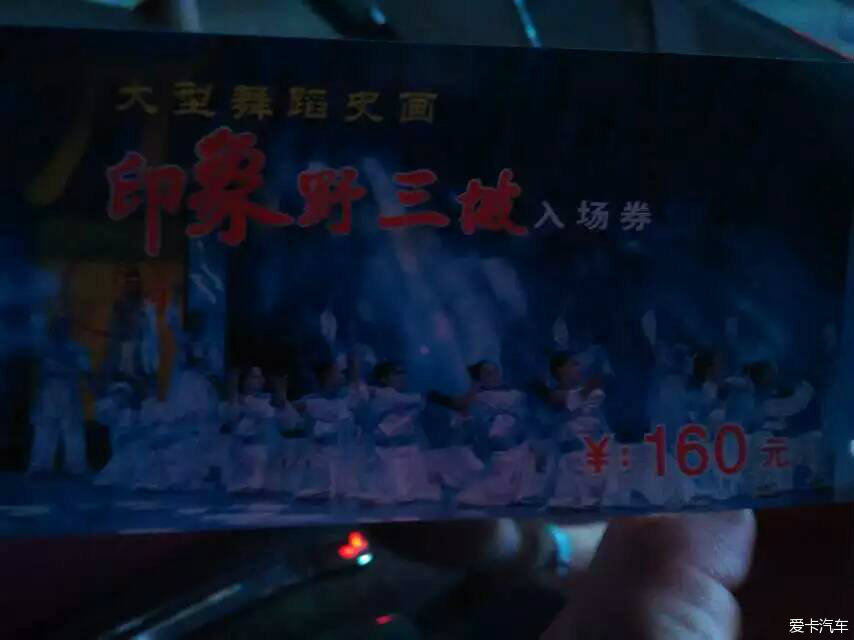 大型舞蹈史画
印象野三坡入场券
¥:160元
爱卡汽车